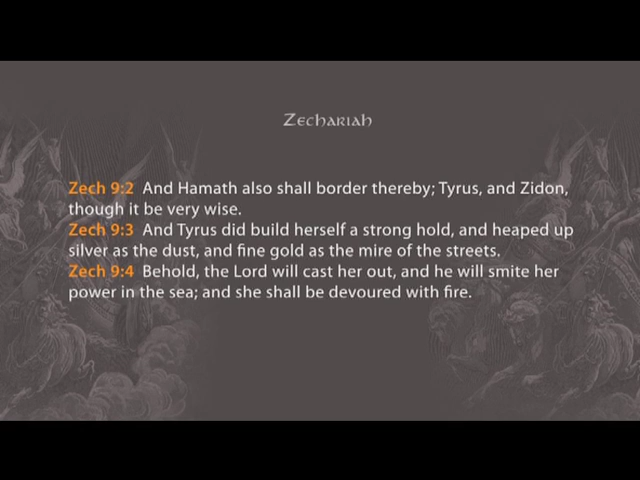 Zechariah
Zech 9:2 And Hamath also shall border thereby; Tyrus, and Zidon,
though it be very wise.
Zech 9:3 And Tyrus did build herself a strong hold, and heaped up
silver as the dust, and fine gold as the mire of the streets.
Zech 9:4 Behold, the Lord will cast her out, and he will smite her
power in the sea; and she shall be devoured with fire.